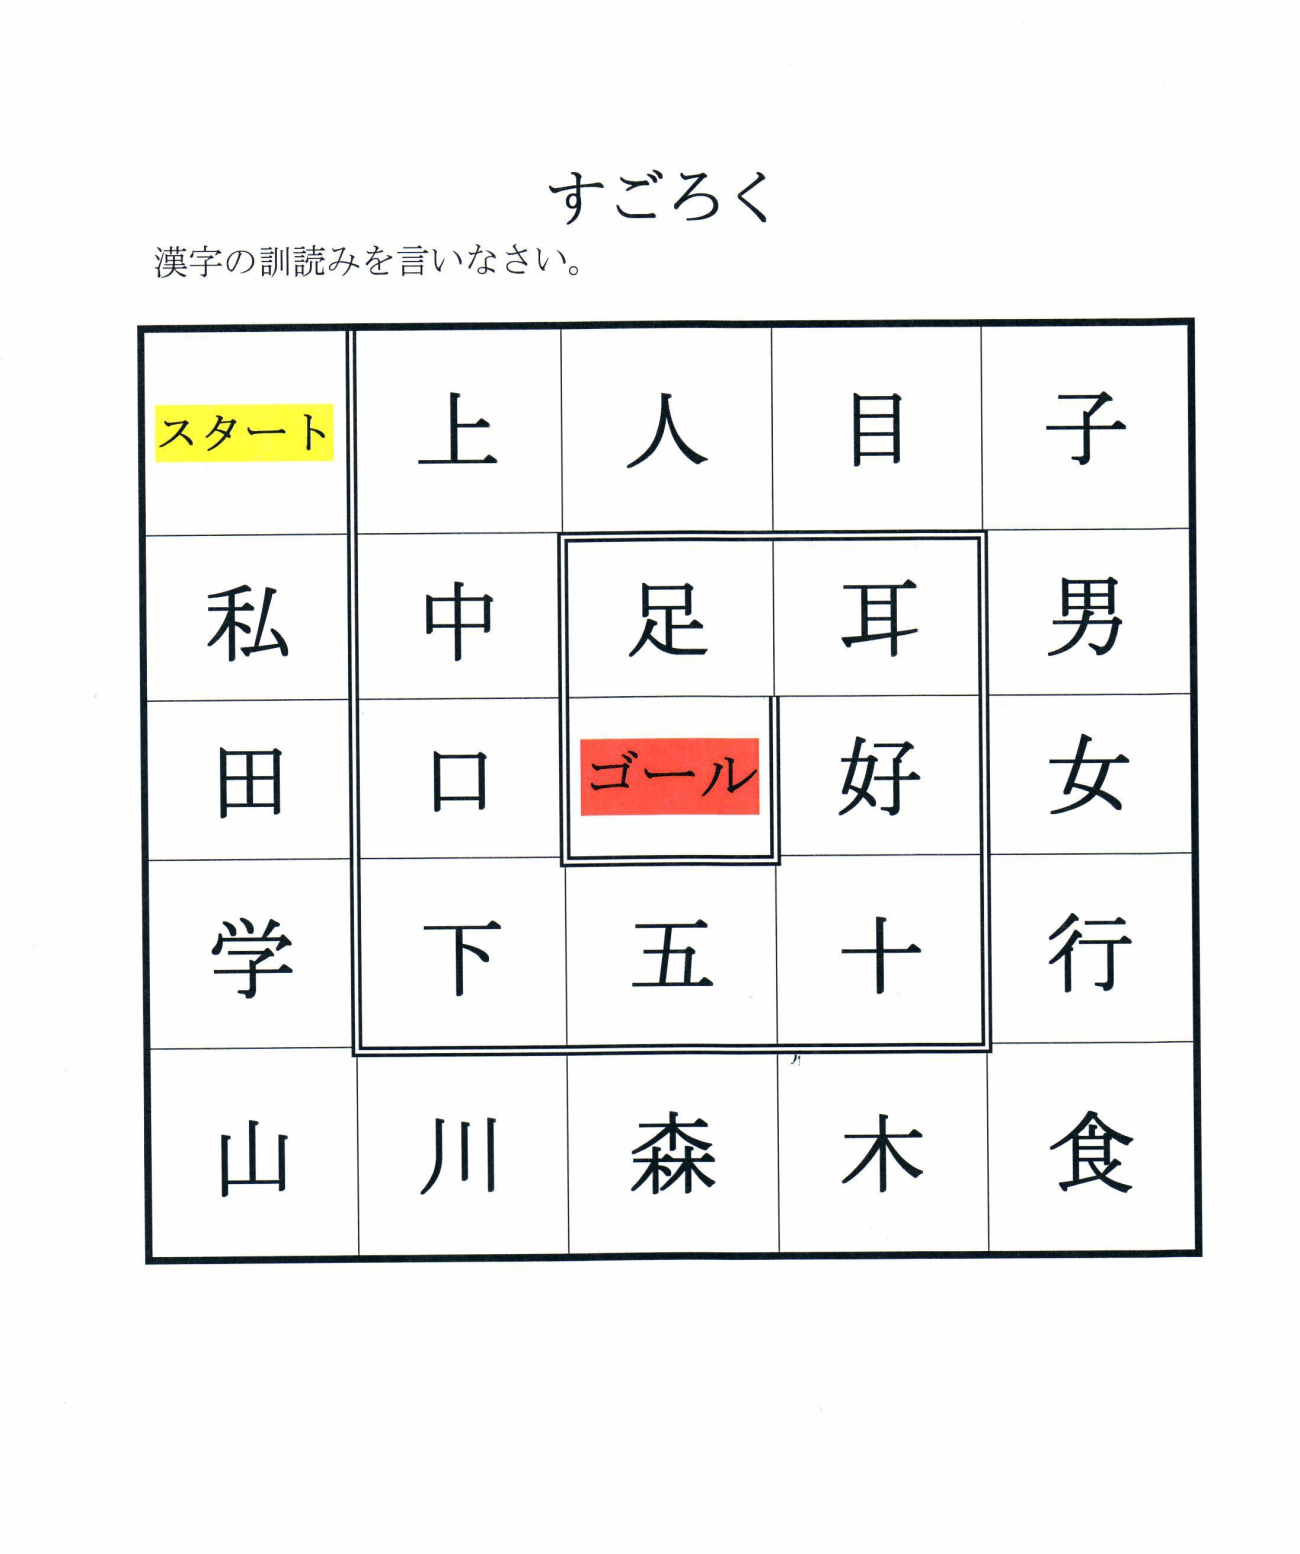 すごろく
漢字の訓読みを言いなさい。
スタート 上 人 目 子
私 中 足 耳 男
田 口 ゴール 好 女
学 下 五 十 行
山 川 森 木 食